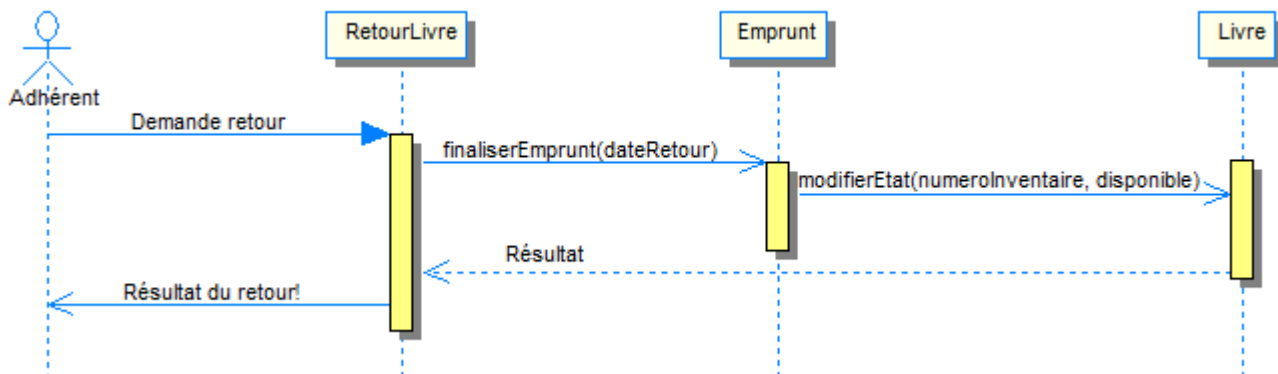 RetourLivre
Emprunt
Livre
Adhérent
Demande retour
finaliserEmprunt(dateRetour)
modifierEtat(numeroInventaire, disponible)
Résultat
Résultat du retour!